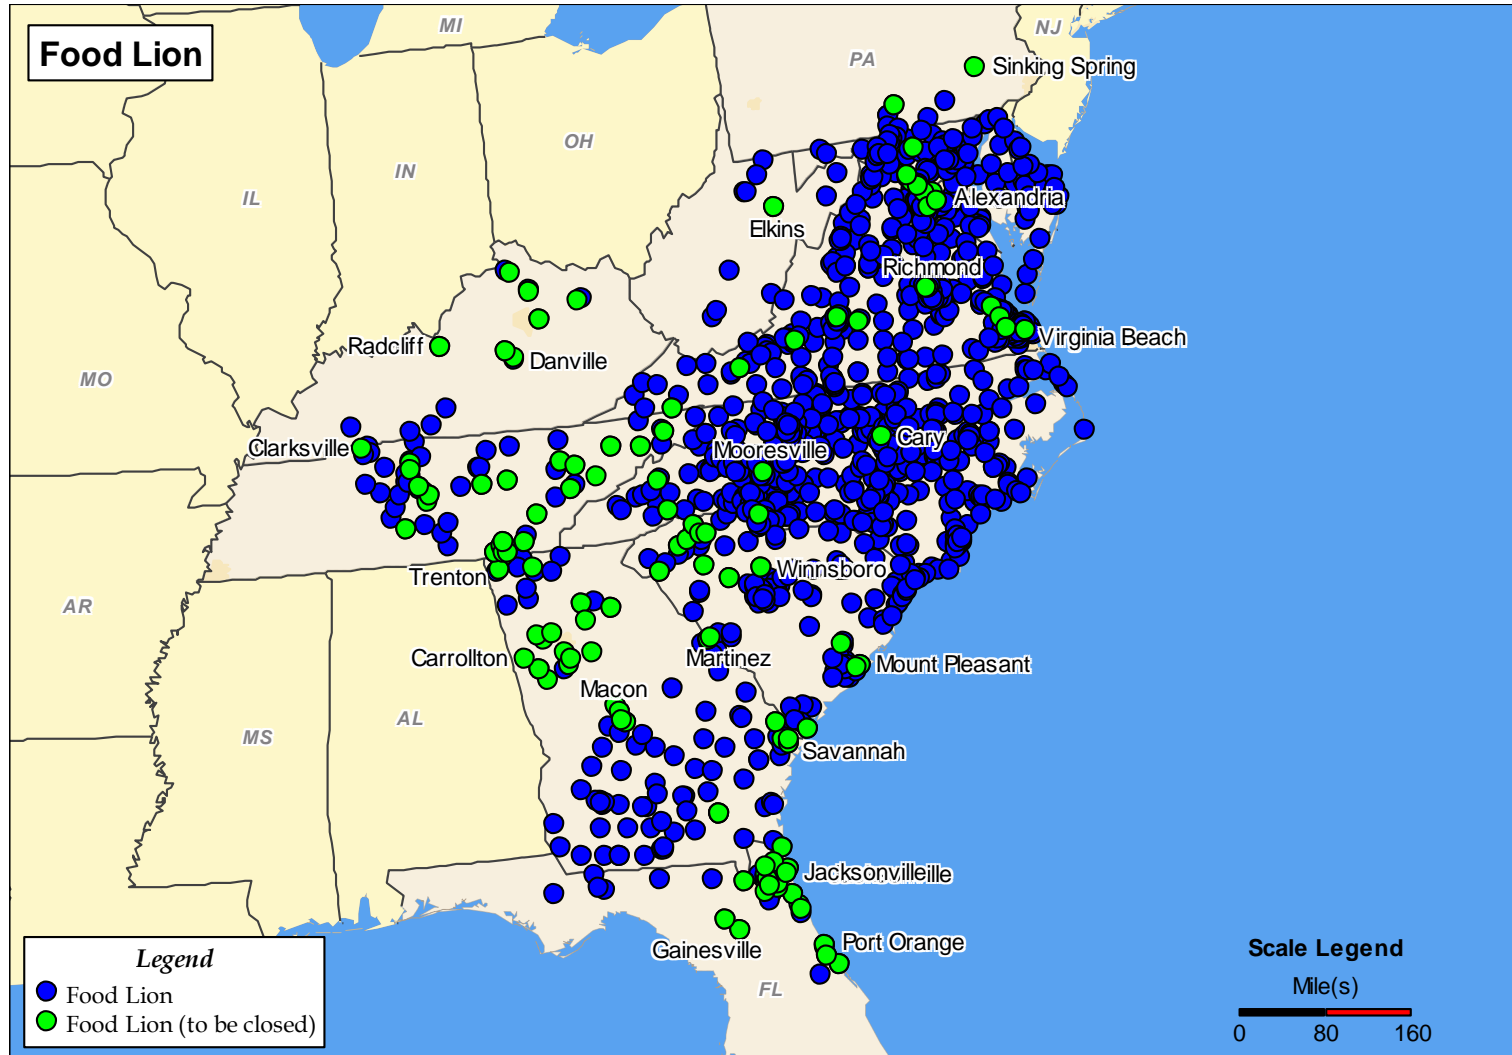 Food Lion
MI
NJ
PA
Sinking Spring
OH
IN
IL
Alexandria
Elkins
Richmond
Virginia Beach
Radcliff
Danville
MO
Cary
Clarksville
Mooresville
Winnsboro
Trenton
AR
Carrollton
Martinez
Mount Pleasant
Macon
AL
MS
Savannah
Jacksonville
Port Orange
Gainesville
FL
Legend
Food Lion
Food Lion (to be closed)
Scale Legend
Mile(s)
0 80 160